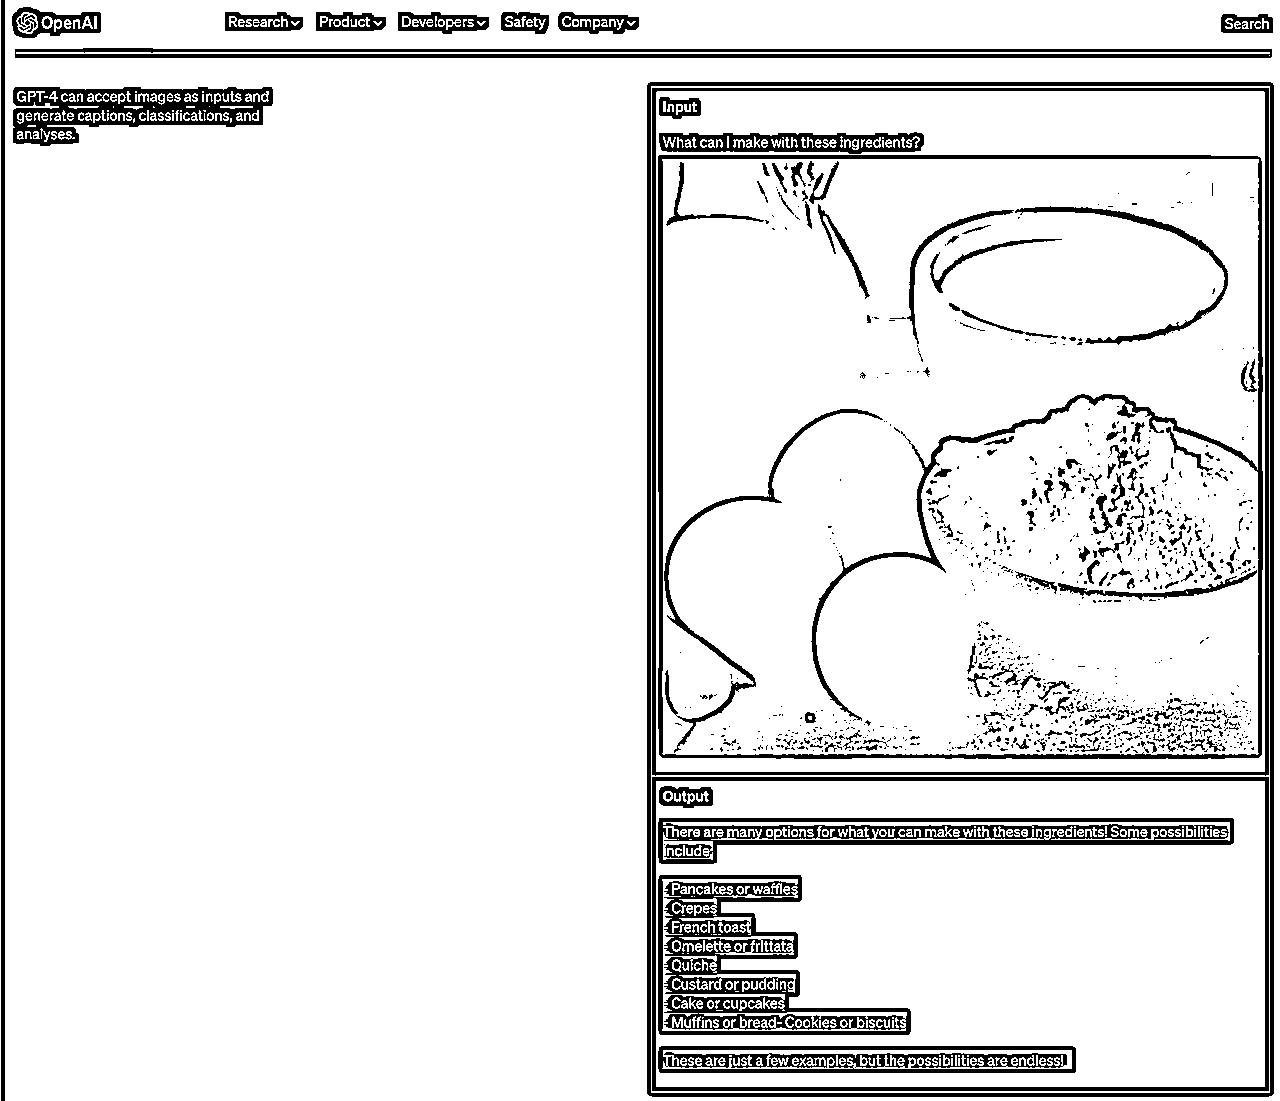 OpenAI
Research Product Developers Safety Company
Search
GPT-4 can accept images as inputs and
generate captions, classifications, and
analyses.
Input
What can I make with these ingredients?
Output
There are many options for what you can make with these ingredients! Some possibilities
include:
- Pancakes or waffles
- Crepes
- French toast
- Omelette or frittata
- Quiche
- Custard or pudding
- Cake or cupcakes
- Muffins or bread- Cookies or biscuits
These are just a few examples, but the possibilities are endless!